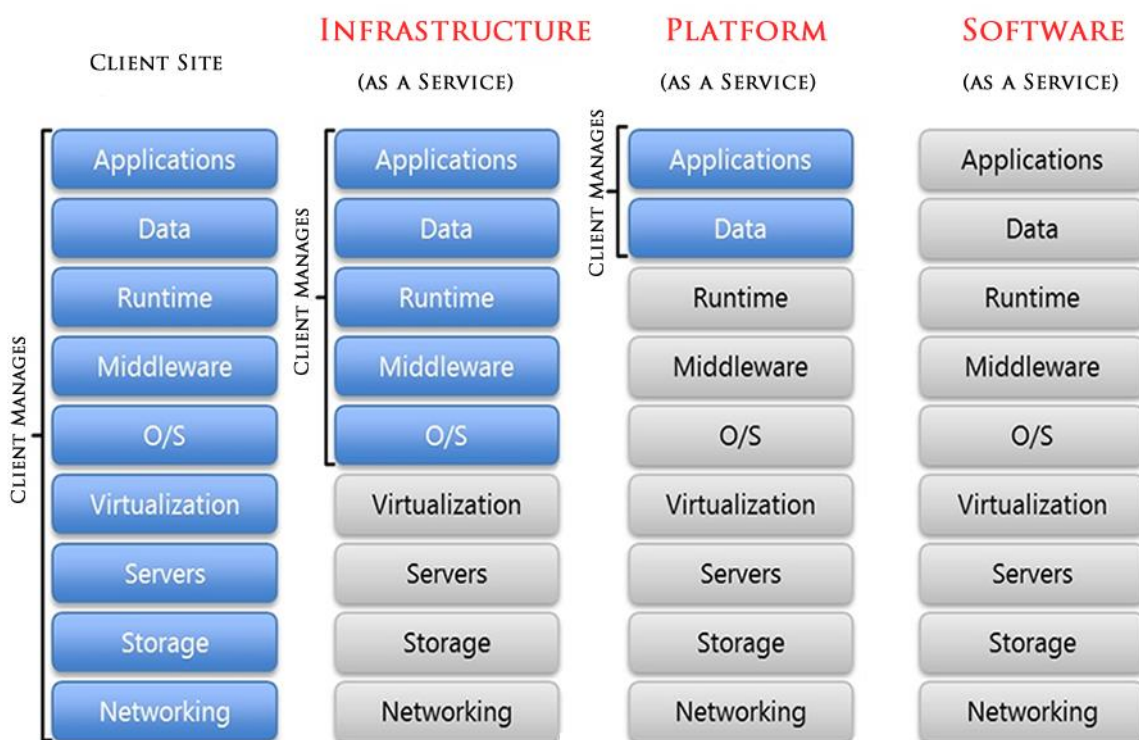 CLIENT SITE
CLIENT MANAGES
Applications
Data
Runtime
Middleware
O/S
Virtualization
Servers
Storage
Networking
INFRASTRUCTURE
(AS A SERVICE)
CLIENT MANAGES
Applications
Data
Runtime
Middleware
O/S
Virtualization
Servers
Storage
Networking
PLATFORM
(AS A SERVICE)
CLIENT MANAGES
Applications
Data
Runtime
Middleware
O/S
Virtualization
Servers
Storage
Networking
SOFTWARE
(AS A SERVICE)
Applications
Data
Runtime
Middleware
O/S
Virtualization
Servers
Storage
Networking